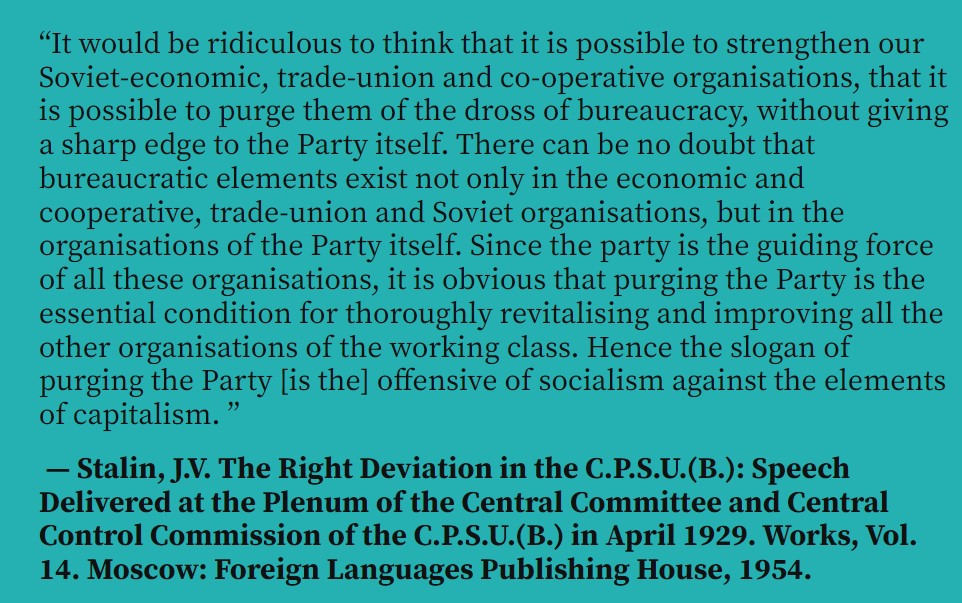 “It would be ridiculous to think that it is possible to strengthen our
Soviet-economic, trade-union and co-operative organisations, that it
is possible to purge them of the dross of bureaucracy, without giving
a sharp edge to the Party itself. There can be no doubt that
bureaucratic elements exist not only in the economic and
cooperative, trade-union and Soviet organisations, but in the
organisations of the Party itself. Since the party is the guiding force
of all these organisations, it is obvious that purging the Party is the
essential condition for thoroughly revitalising and improving all the
other organisations of the working class. Hence the slogan of
purging the Party [is the] offensive of socialism against the elements
of capitalism. ”
— Stalin, J.V. The Right Deviation in the C.P.S.U.(B.): Speech
Delivered at the Plenum of the Central Committee and Central
Control Commission of the C.P.S.U.(B.) in April 1929. Works, Vol.
14. Moscow: Foreign Languages Publishing House, 1954.